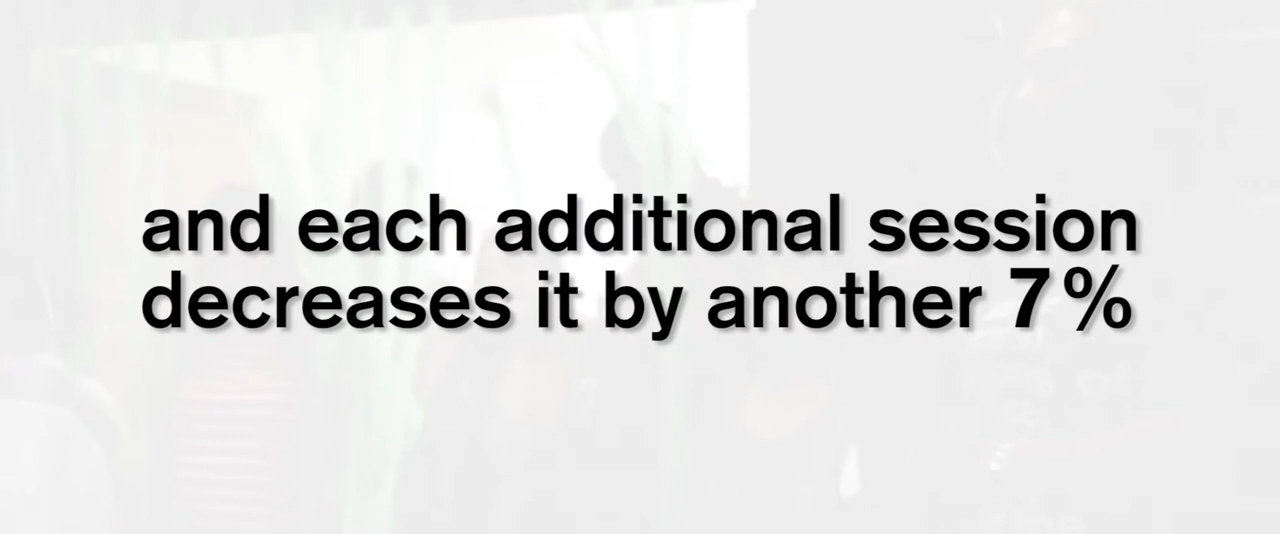 and each additional session
decreases it by another 7%